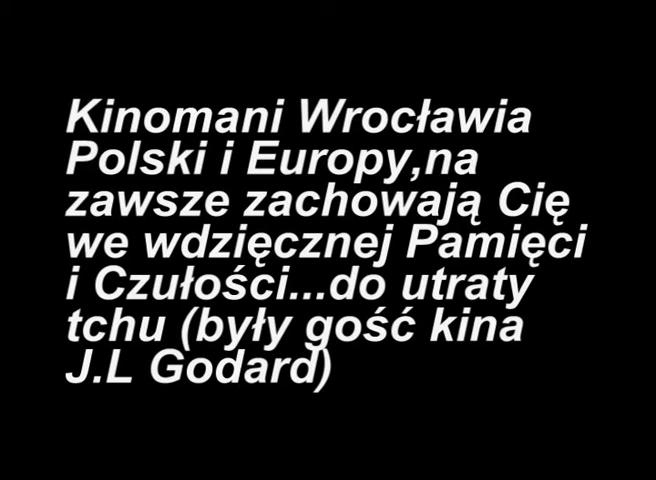 Kinomani Wrocławia
Polski i Europy,na
zawsze zachowają Cię
we wdzięcznej Pamięci
i Czułości...do utraty
tchu (były gość kina
J.L Godard)